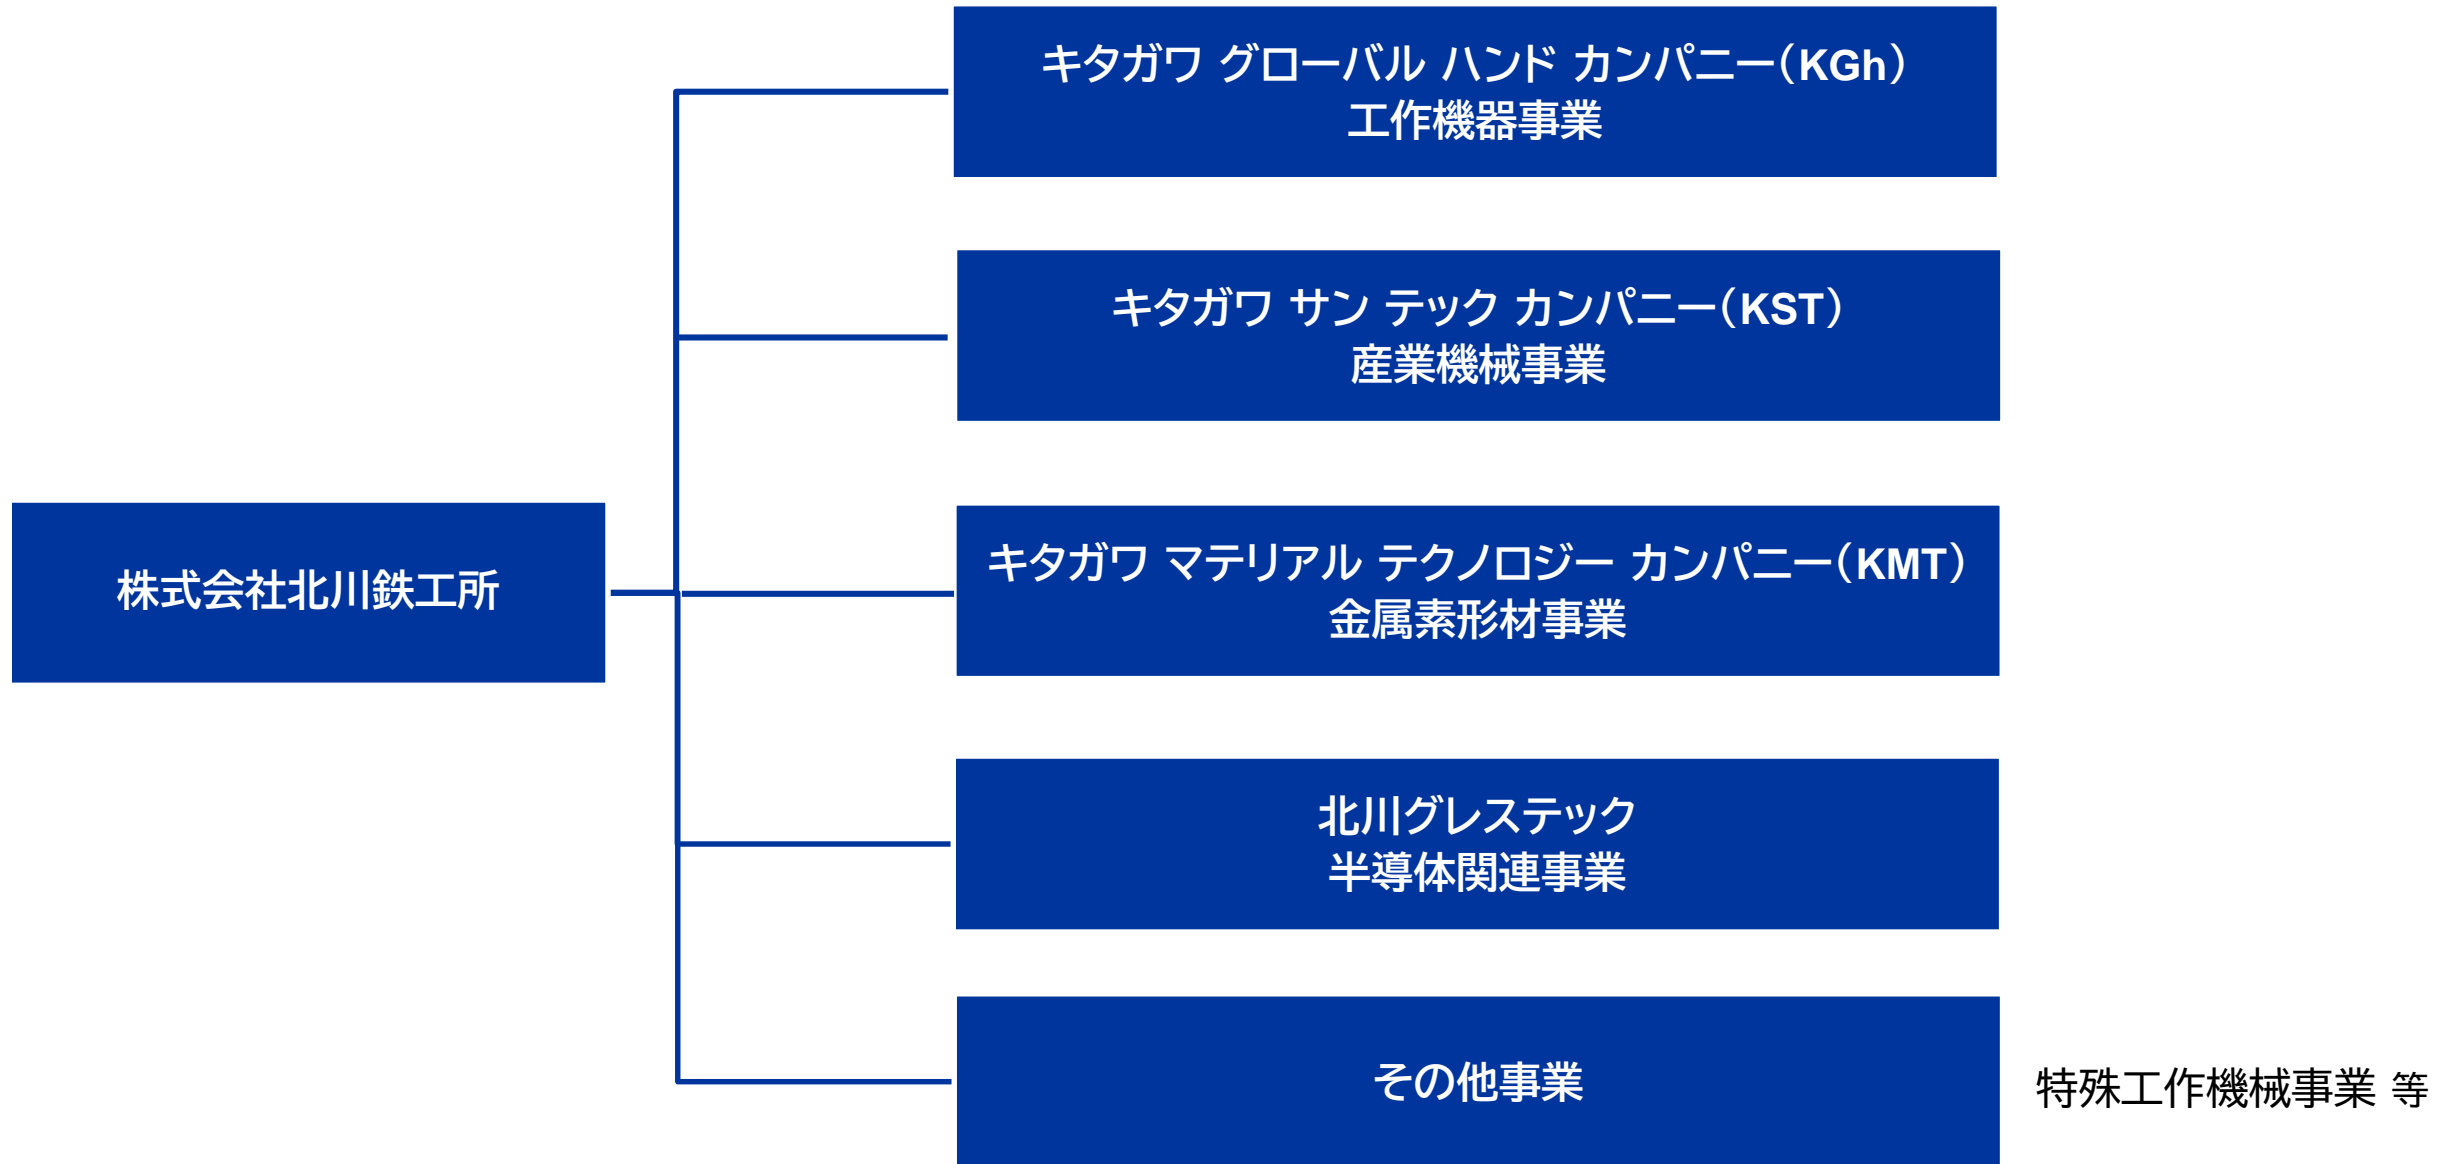 キタガワ グローバル ハンド カンパニー（KGh）
工作機器事業
キタガワ サン テック カンパニー（KST）
産業機械事業
株式会社北川鉄工所
キタガワ マテリアル テクノロジー カンパニー（KMT）
金属素形材事業
北川グレステック
半導体関連事業
その他事業
特殊工作機械事業 等